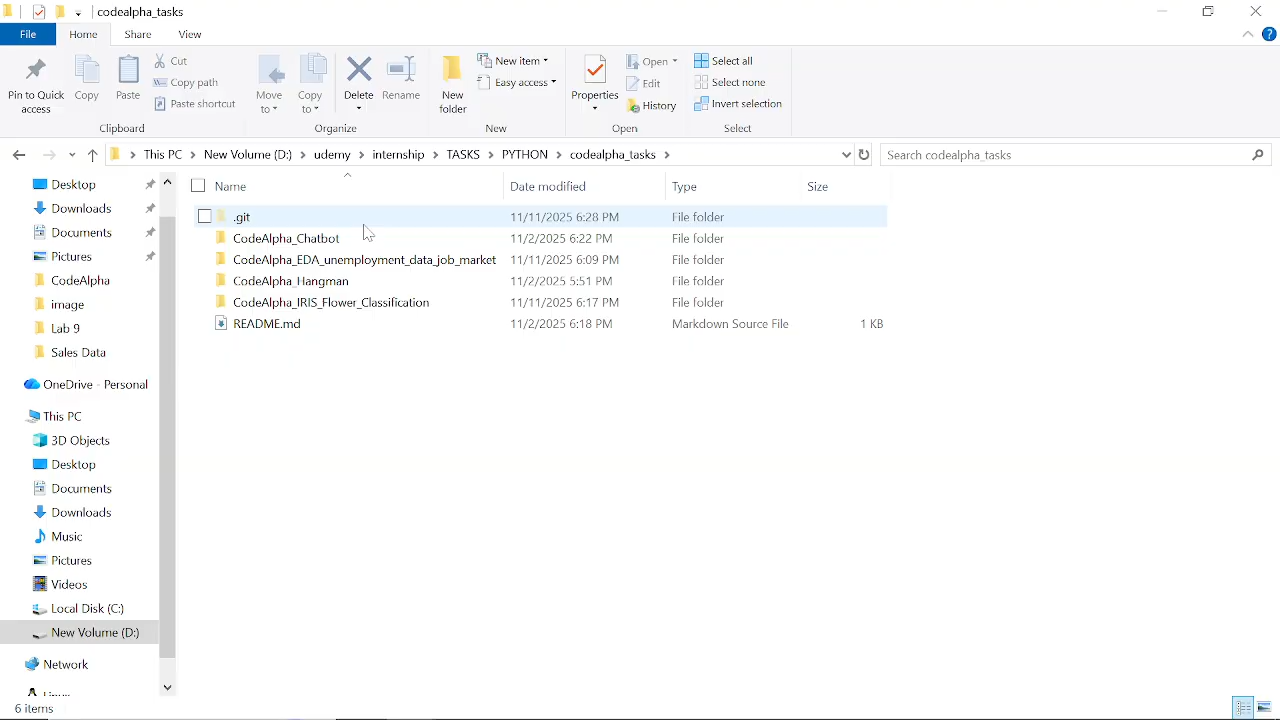 codealpha_tasks
File Home Share View
Pin to Quick access
Copy
Paste
Cut
Copy path
Paste shortcut
Clipboard
Move to
Copy to
Delete
Rename
Organize
New folder
New item
Easy access
New
Properties
Open
Edit
History
Open
Select all
Select none
Invert selection
Select
This PC > New Volume (D:) > udemy > internship > TASKS > PYTHON > codealpha_tasks >
Search codealpha_tasks
Desktop
Downloads
Documents
Pictures
CodeAlpha
image
Lab 9
Sales Data
OneDrive - Personal
This PC
3D Objects
Desktop
Documents
Downloads
Music
Pictures
Videos
Local Disk (C:)
New Volume (D:)
Network
Linux
Name Date modified Type Size
.git 11/11/2025 6:28 PM File folder
CodeAlpha_Chatbot 11/2/2025 6:22 PM File folder
CodeAlpha_EDA_unemployment_data_job_market 11/11/2025 6:09 PM File folder
CodeAlpha_Hangman 11/2/2025 5:51 PM File folder
CodeAlpha_IRIS_Flower_Classification 11/11/2025 6:17 PM File folder
README.md 11/2/2025 6:18 PM Markdown Source File 1 KB
6 items